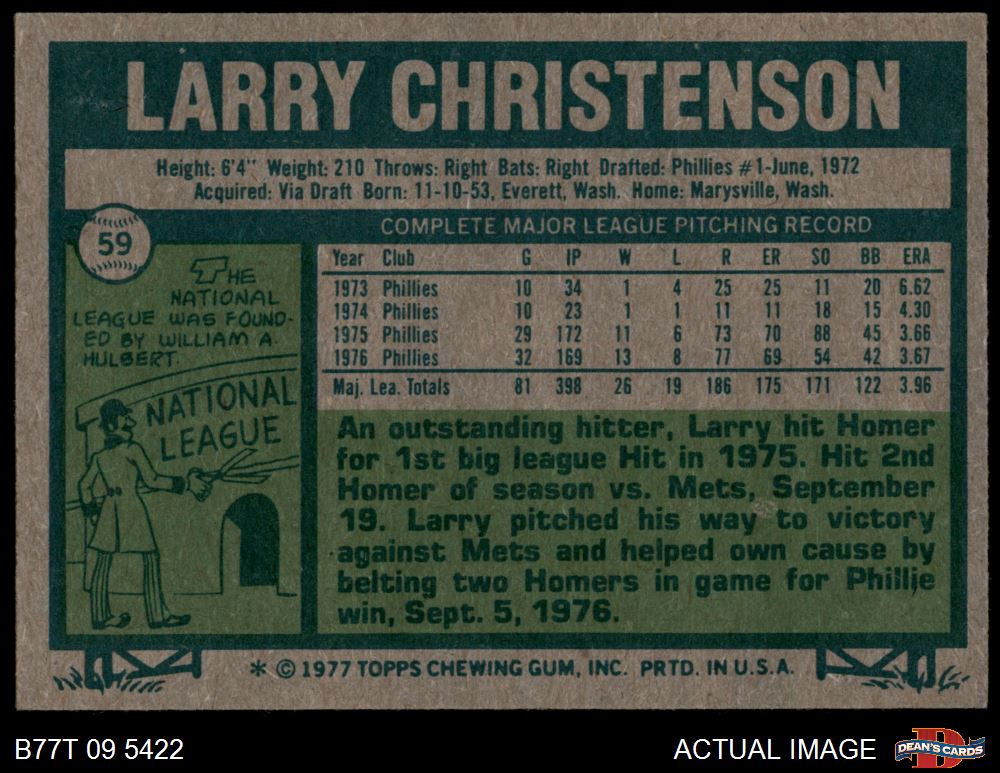 LARRY CHRISTENSON
Height: 6'4" Weight: 210 Throws: Right Bats: Right Drafted: Phillies #1-June, 1972
Acquired: Via Draft Born: 11-10-53, Everett, Wash. Home: Marysville, Wash.
59
THE
NATIONAL
LEAGUE WAS FOUND-
ED BY WILLIAM A.
HULBERT.
NATIONAL
LEAGUE
COMPLETE MAJOR LEAGUE PITCHING RECORD
Year Club G IP W L R ER SO BB ERA
1973 Phillies 10 34 1 4 25 25 11 20 6.62
1974 Phillies 10 23 1 1 11 11 18 15 4.30
1975 Phillies 29 172 11 6 73 70 88 45 3.66
1976 Phillies 32 169 13 8 77 69 54 42 3.67
Maj. Lea. Totals 81 398 26 19 186 175 171 122 3.96
An outstanding hitter, Larry hit Homer
for 1st big league Hit in 1975. Hit 2nd
Homer of season vs. Mets, September
19. Larry pitched his way to victory
against Mets and helped own cause by
belting two Homers in game for Phillie
win, Sept. 5, 1976.
* © 1977 TOPPS CHEWING GUM, INC. PRTD. IN U.S.A.
B77T 09 5422
ACTUAL IMAGE
D
DEAN'S CARDS